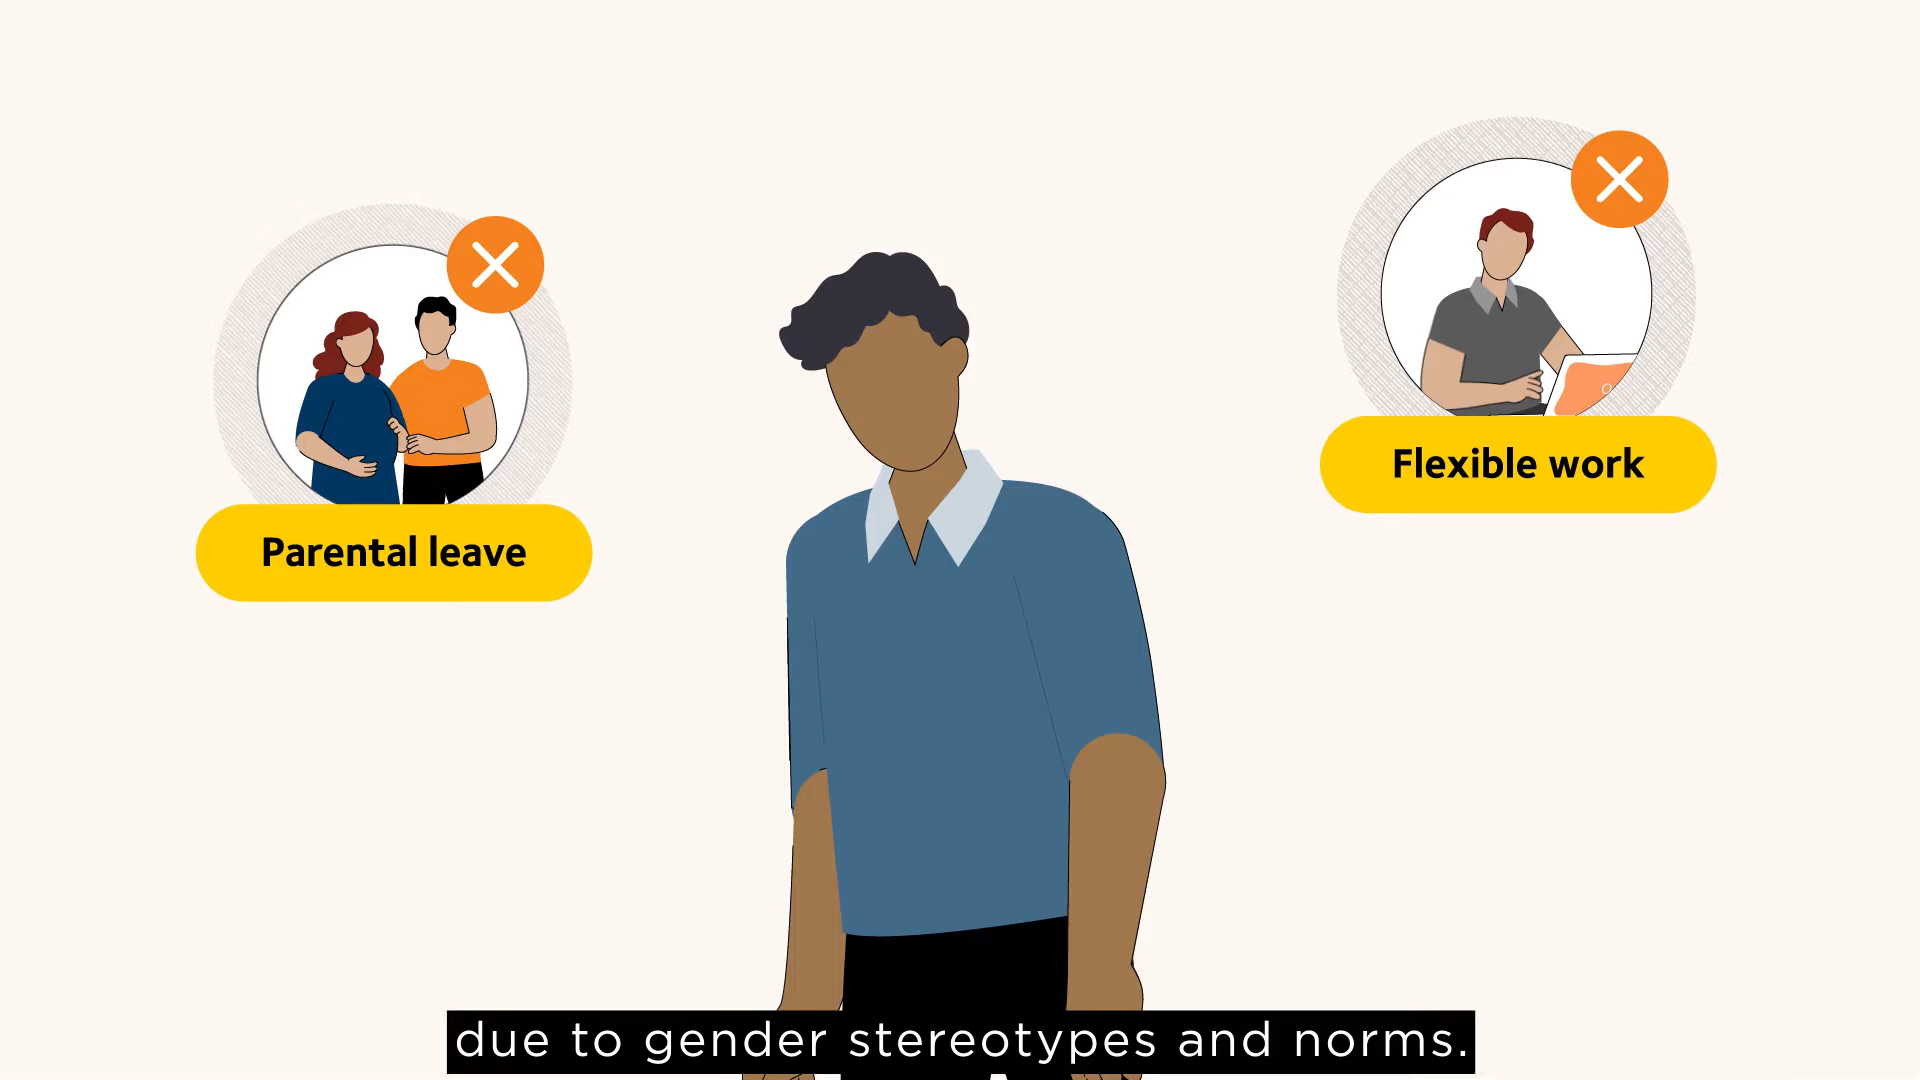 Flexible work
Parental leave
due to gender stereotypes and norms.